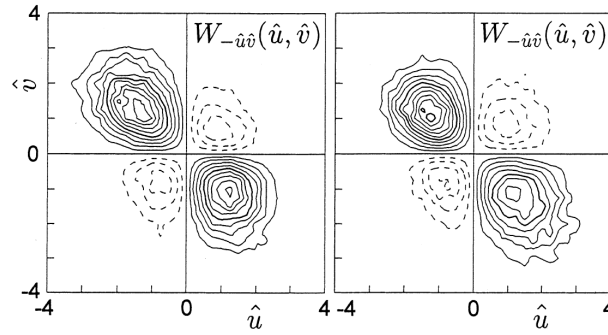 4 W_{-ûv̂}(û, v̂) W_{-ûv̂}(û, v̂)
v̂
0
-4
-4 0 û 4 -4 0 û 4